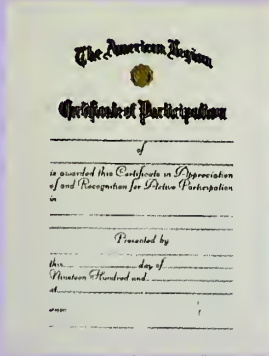 The American Legion
Certificate of Participation
of
is awarded this Certificate in Appreciation
of and Recognition for Active Participation
in
Presented by
this day of
Nineteen Hundred and
at